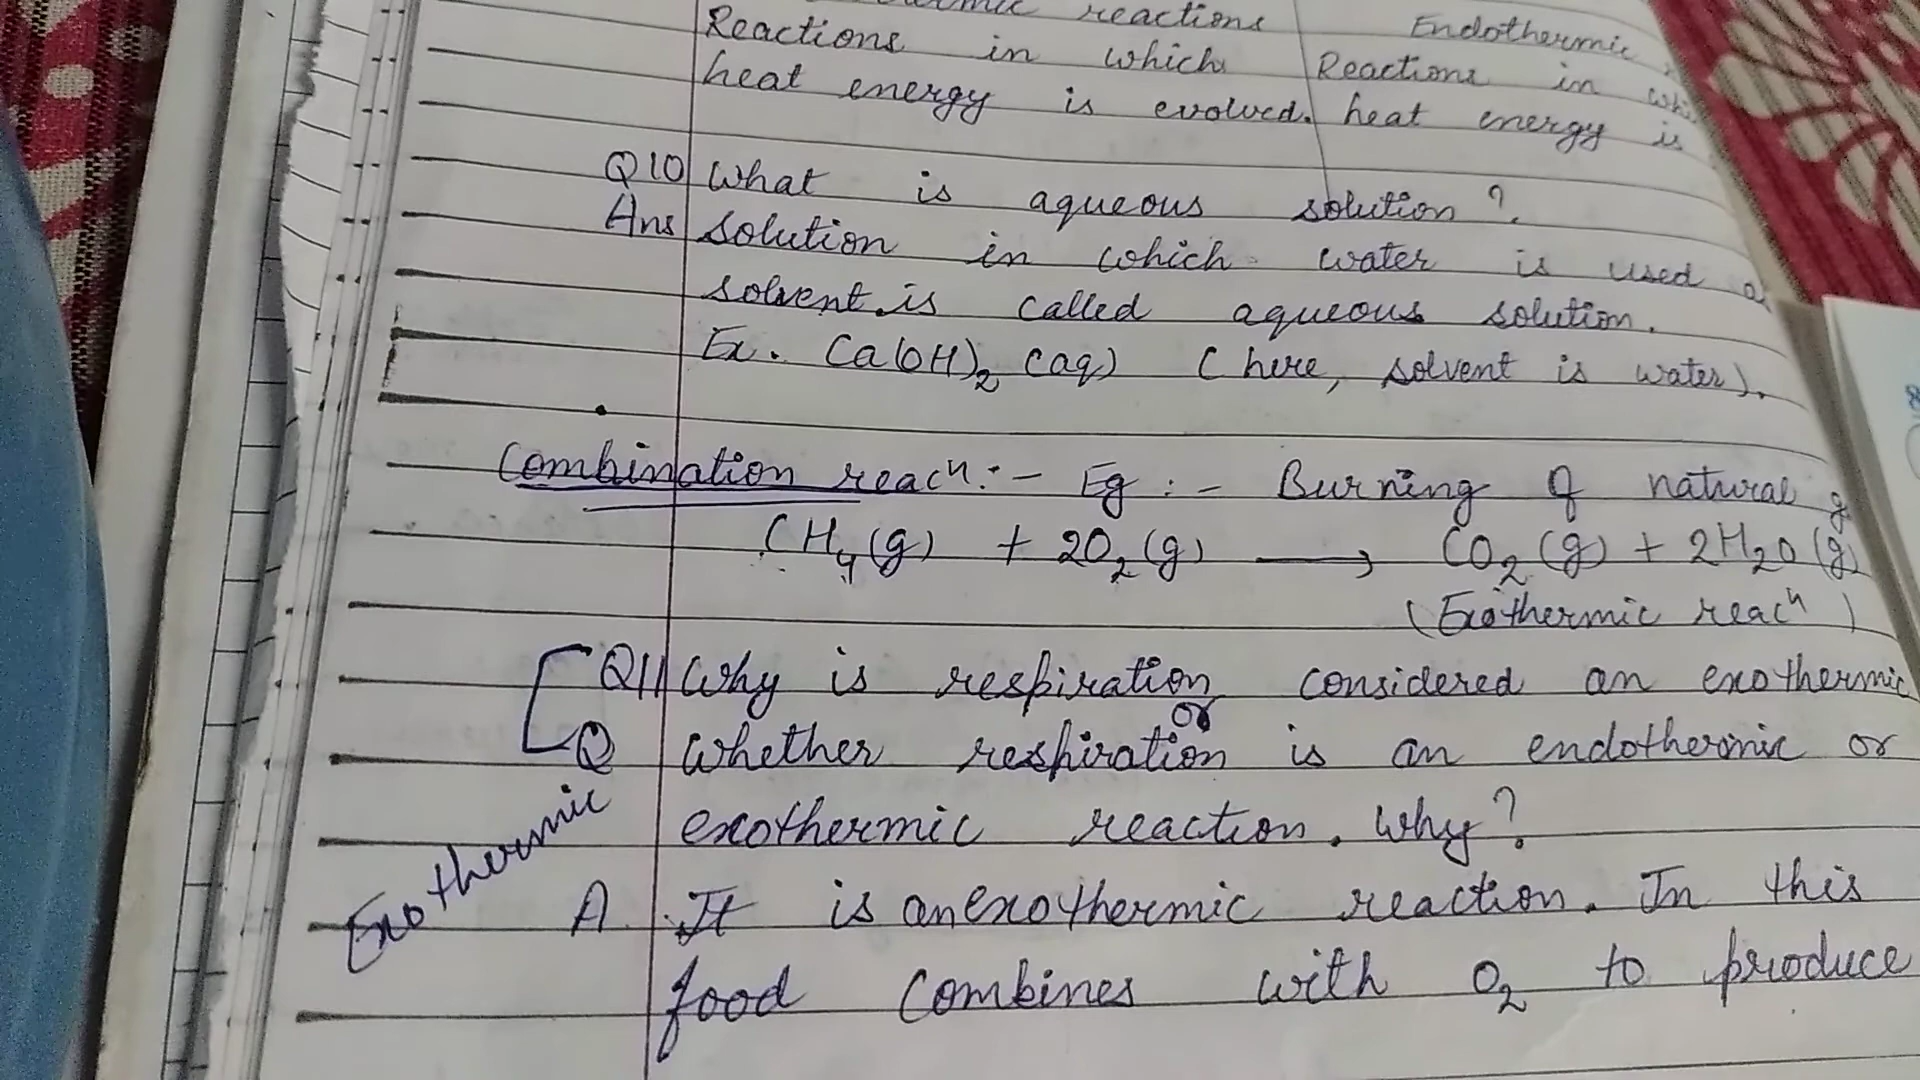 reactions Endothermic
Reactions in which Reactions in
heat energy is evolved. heat energy is
Q10 What is aqueous solution?
Ans solution in which water is used
solvent is called aqueous solution.
Ex. Ca(OH)2 (aq) (here, solvent is water).
Combination reacⁿ:- Eg:- Burning of natural
CH4(g) + 2O2(g) → CO2(g) + 2H2O(g)
(Exothermic reacⁿ)
Q11 Why is respiration considered an exothermic
or
Q Whether respiration is an endothermic or
exothermic reaction. Why?
Exothermic
A. It is an exothermic reaction. In this
food combines with O2 to produce